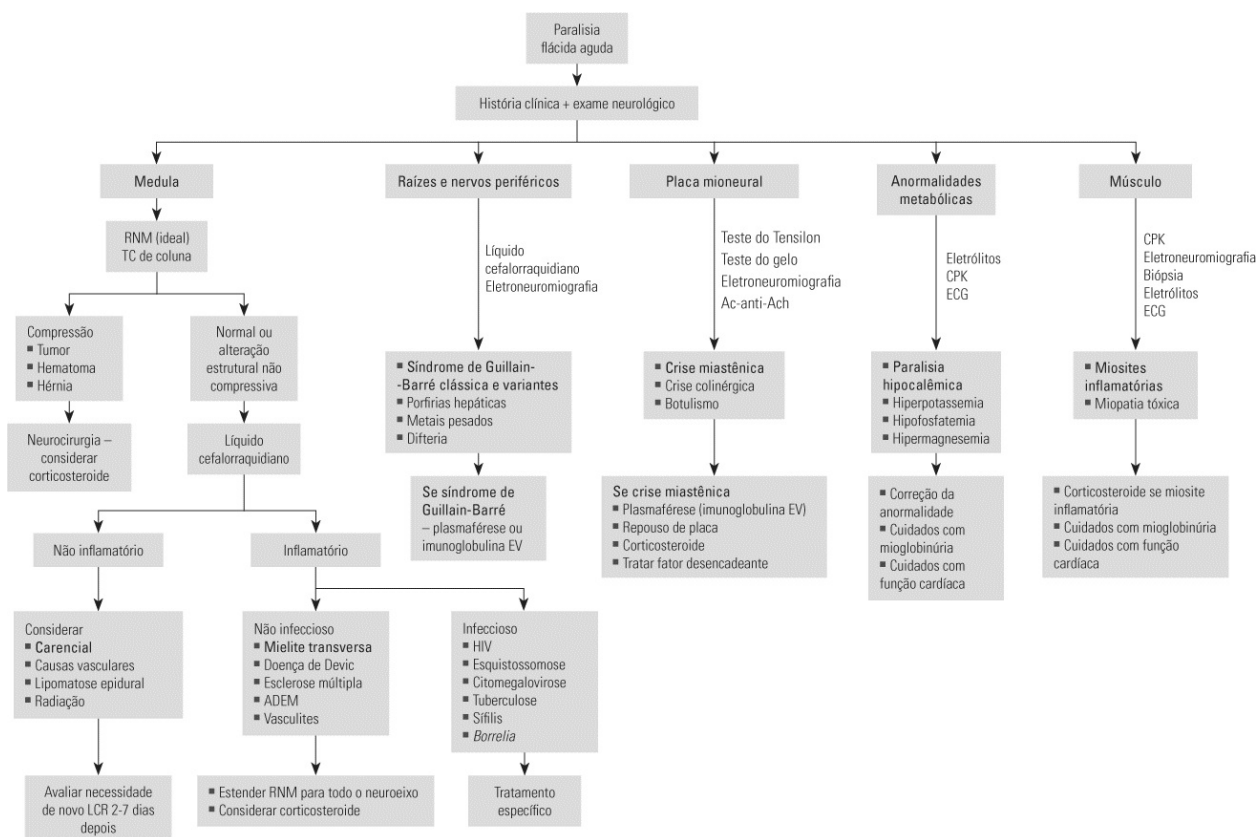 Paralisia
flácida aguda
História clínica + exame neurológico
Medula
RNM (ideal)
TC de coluna
Compressão
▪ Tumor
▪ Hematoma
▪ Hérnia
Neurocirurgia –
considerar
corticosteroide
Normal ou
alteração
estrutural não
compressiva
Líquido
cefalorraquidiano
Não inflamatório
Considerar
▪ Carencial
▪ Causas vasculares
▪ Lipomatose epidural
▪ Radiação
Avaliar necessidade
de novo LCR 2-7 dias
depois
Inflamatório
Não infeccioso
▪ Mielite transversa
▪ Doença de Devic
▪ Esclerose múltipla
▪ ADEM
▪ Vasculites
▪ Estender RNM para todo o neuroeixo
▪ Considerar corticosteroide
Infeccioso
▪ HIV
▪ Esquistossomose
▪ Citomegalovirose
▪ Tuberculose
▪ Sífilis
▪ Borrelia
Tratamento
específico
Raízes e nervos periféricos
Líquido
cefalorraquidiano
Eletroneuromiografia
▪ Síndrome de Guillain-
-Barré clássica e variantes
▪ Porfirias hepáticas
▪ Metais pesados
▪ Difteria
Se síndrome de
Guillain-Barré
– plasmaférese ou
imunoglobulina EV
Placa mioneural
Teste do Tensilon
Teste do gelo
Eletroneuromiografia
Ac-anti-Ach
▪ Crise miastênica
▪ Crise colinérgica
▪ Botulismo
Se crise miastênica
▪ Plasmaférese (imunoglobulina EV)
▪ Repouso de placa
▪ Corticosteroide
▪ Tratar fator desencadeante
Anormalidades
metabólicas
Eletrólitos
CPK
ECG
▪ Paralisia
hipocalêmica
▪ Hiperpotassemia
▪ Hipofosfatemia
▪ Hipermagnesemia
▪ Correção da
anormalidade
▪ Cuidados com
mioglobinúria
▪ Cuidados com
função cardíaca
Músculo
CPK
Eletroneuromiografia
Biópsia
Eletrólitos
ECG
▪ Miosites
inflamatórias
▪ Miopatia tóxica
▪ Corticosteroide se miosite
inflamatória
▪ Cuidados com mioglobinúria
▪ Cuidados com função
cardíaca